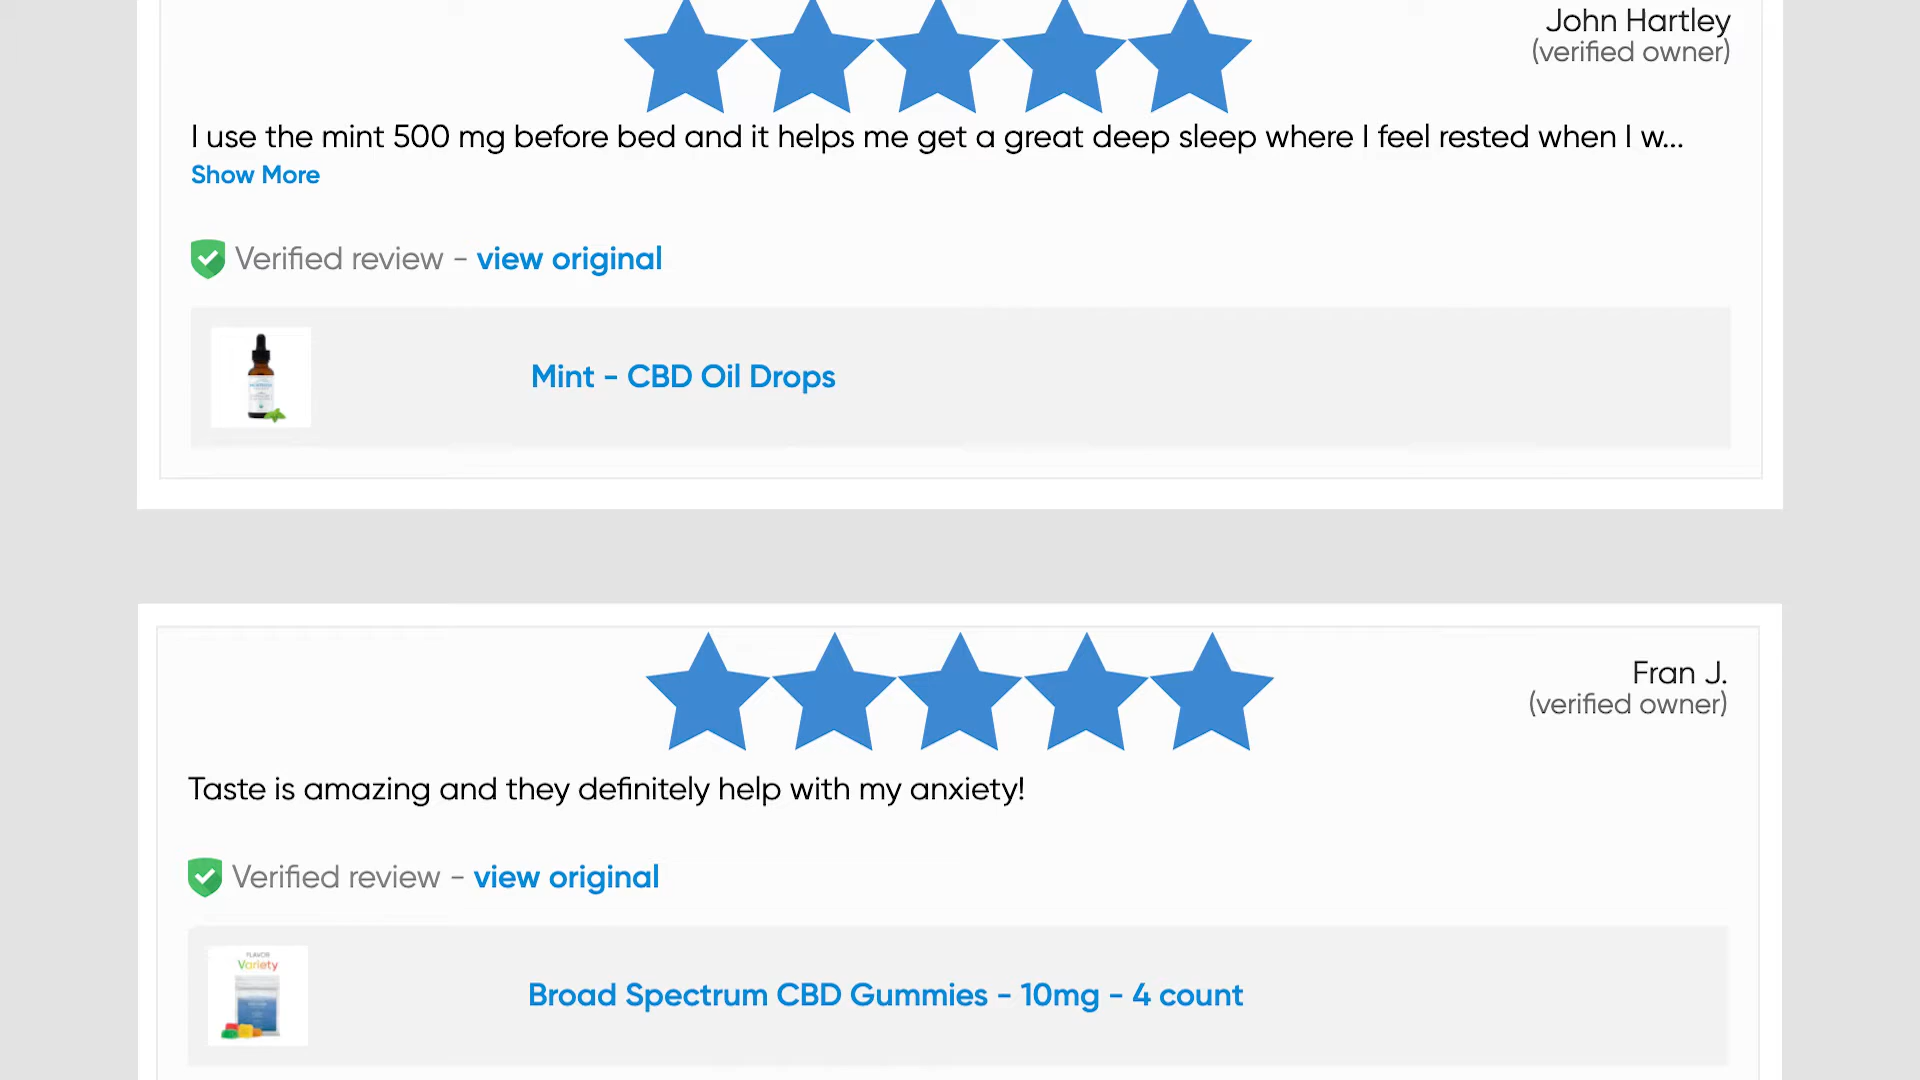 John Hartley
(verified owner)
I use the mint 500 mg before bed and it helps me get a great deep sleep where I feel rested when I w...
Show More
Verified review - view original
Mint - CBD Oil Drops
Fran J.
(verified owner)
Taste is amazing and they definitely help with my anxiety!
Verified review - view original
FLAVOR
Variety
Broad Spectrum CBD Gummies - 10mg - 4 count